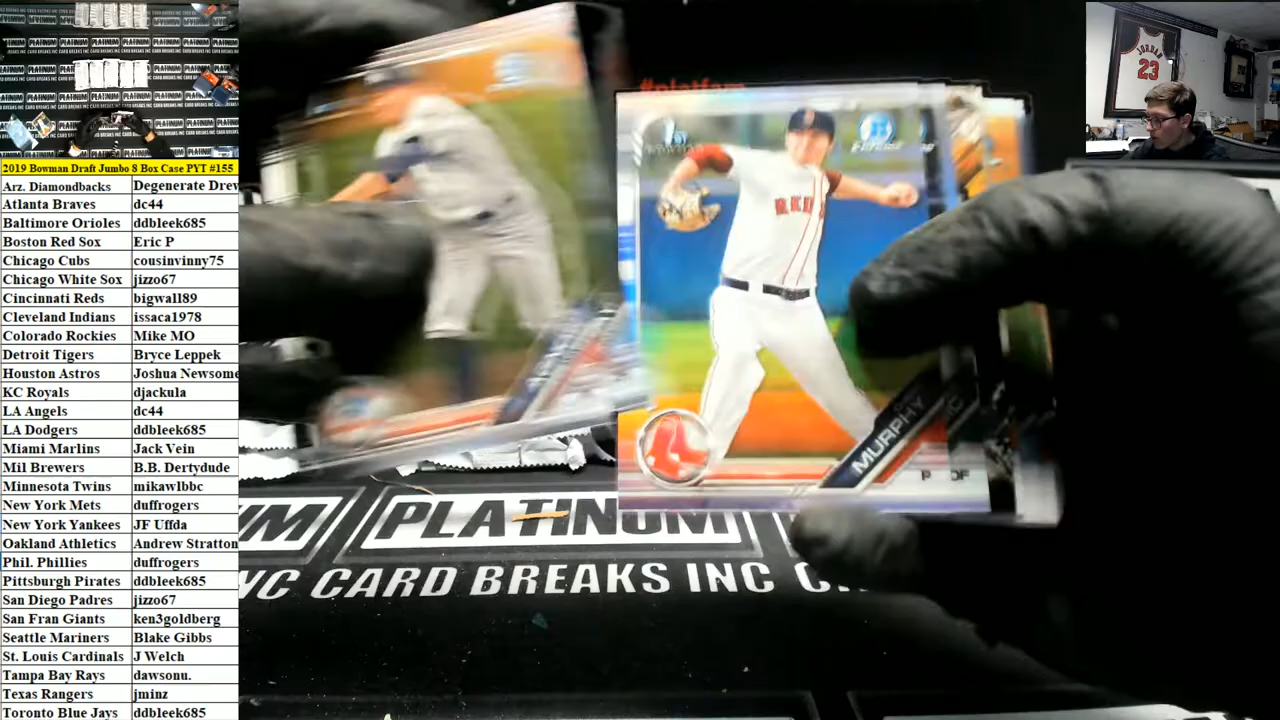 2019 Bowman Draft Jumbo 8 Box Case PYT #155
Arz. Diamondbacks Degenerate Drew
Atlanta Braves dc44
Baltimore Orioles ddbleek685
Boston Red Sox Eric P
Chicago Cubs cousinvinny75
Chicago White Sox jizzo67
Cincinnati Reds bigwall89
Cleveland Indians issaca1978
Colorado Rockies Mike MO
Detroit Tigers Bryce Leppek
Houston Astros Joshua Newsome
KC Royals djackula
LA Angels dc44
LA Dodgers ddbleek685
Miami Marlins Jack Vein
Mil Brewers B.B. Dertydude
Minnesota Twins mikawlbbc
New York Mets duffrogers
New York Yankees JF Uffda
Oakland Athletics Andrew Stratton
Phil. Phillies duffrogers
Pittsburgh Pirates ddbleek685
San Diego Padres jizzo67
San Fran Giants ken3goldberg
Seattle Mariners Blake Gibbs
St. Louis Cardinals J Welch
Tampa Bay Rays dawsonu.
Texas Rangers jminz
Toronto Blue Jays ddbleek685
#platfam
1ST
MURPHY
UM PLATINUM
NC CARD BREAKS INC C
JORDAN
23